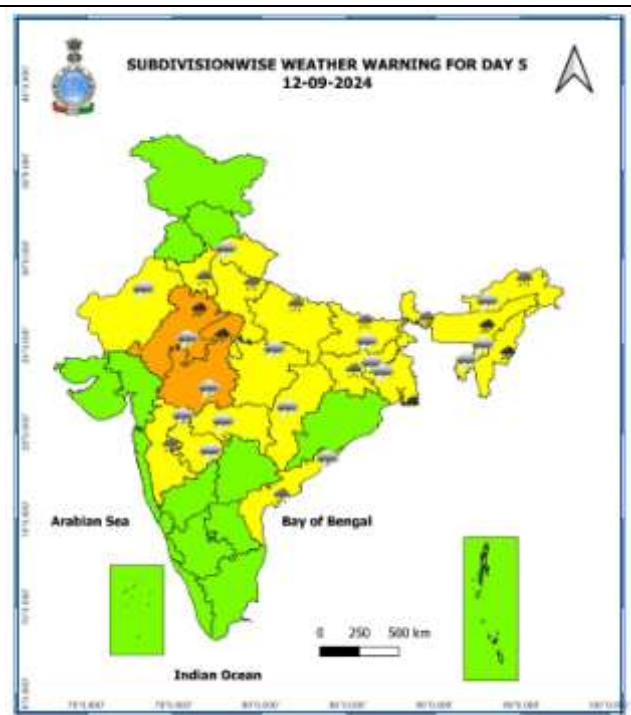 SUBDIVISIONWISE WEATHER WARNING FOR DAY 5
12-09-2024
Arabian Sea
Bay of Bengal
0 250 500 km
Indian Ocean